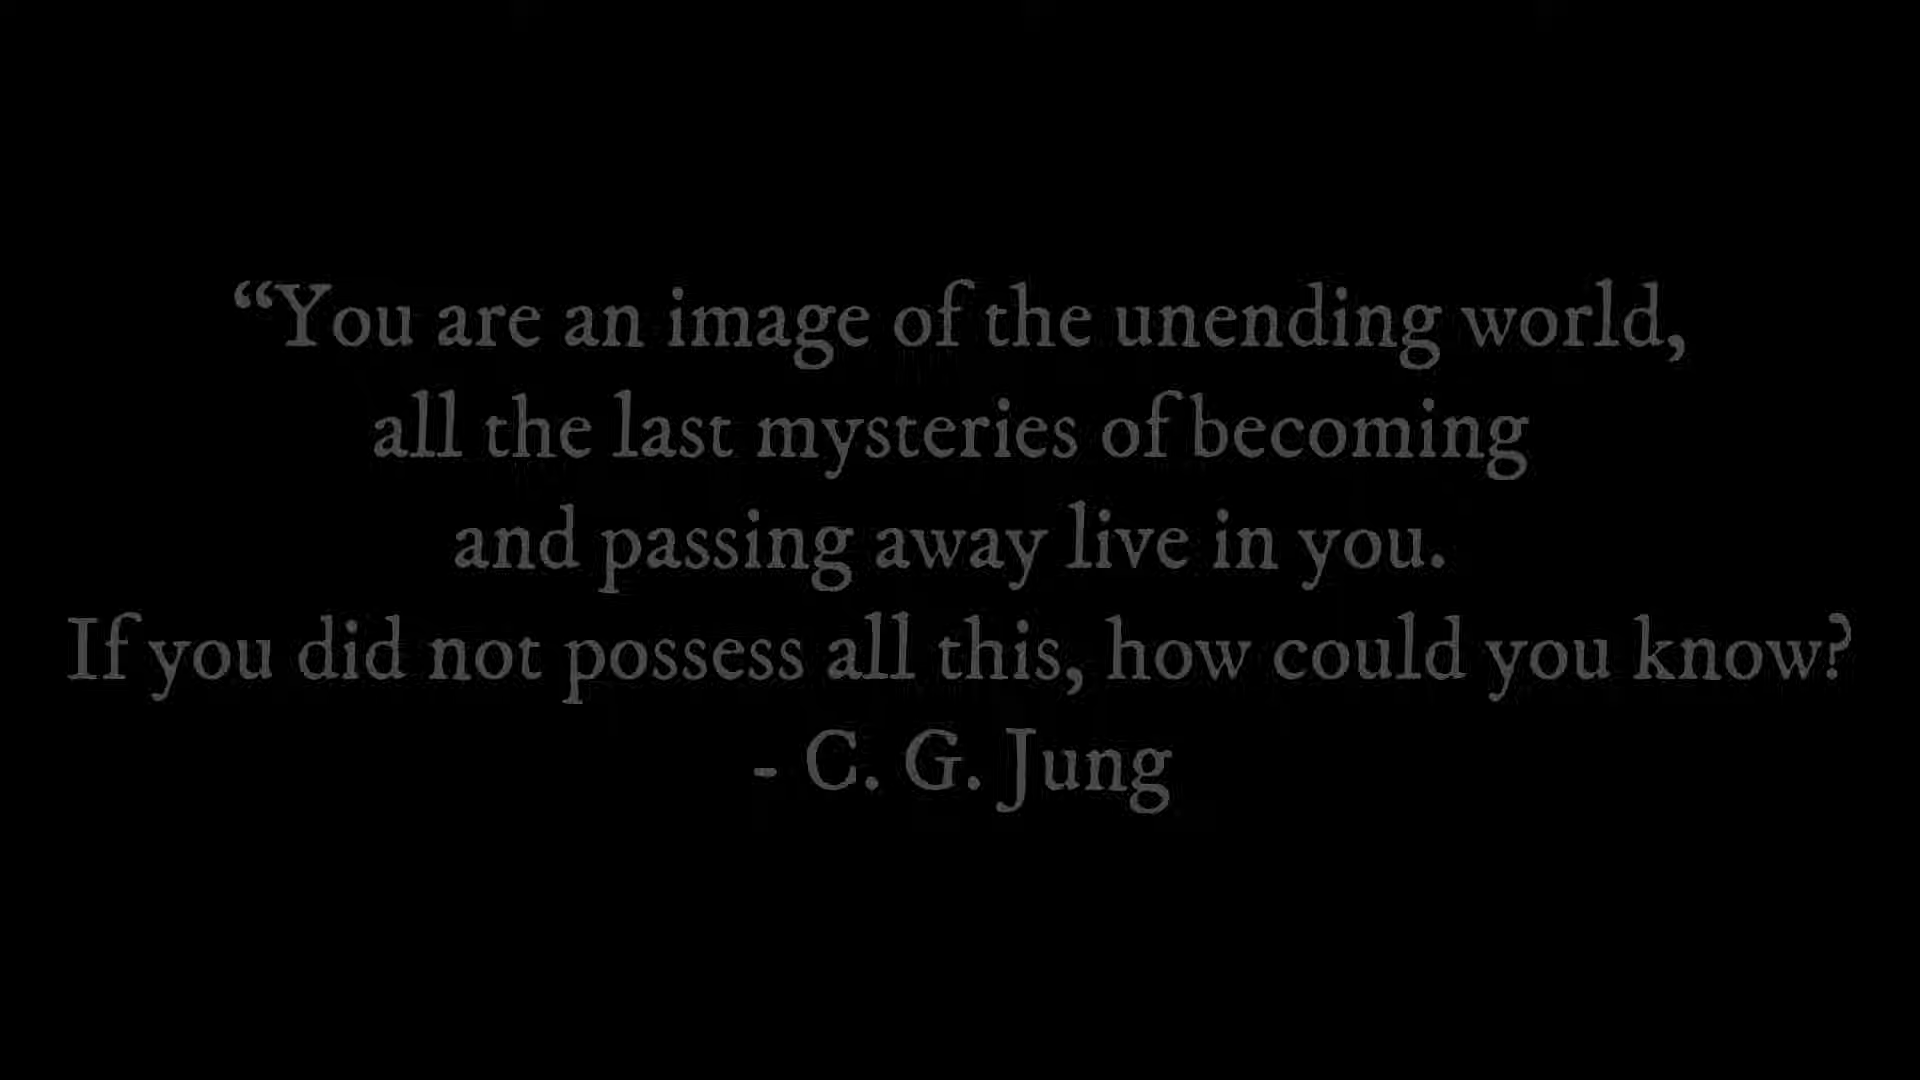 “You are an image of the unending world,
all the last mysteries of becoming
and passing away live in you.
If you did not possess all this, how could you know?
- C. G. Jung